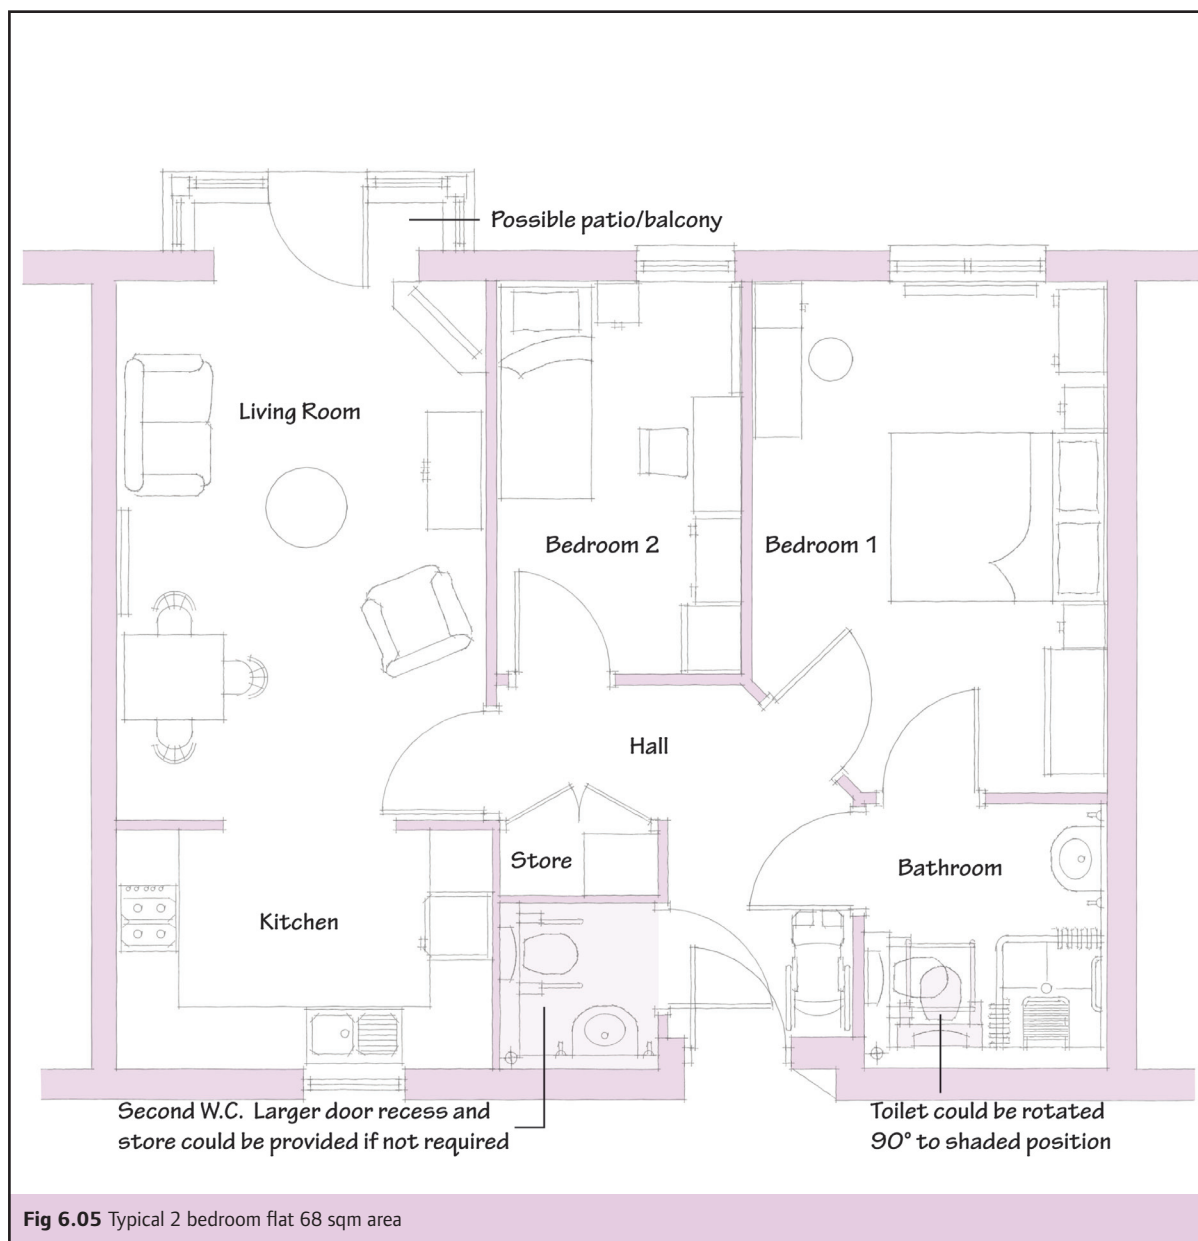 Possible patio/balcony
Living Room
Bedroom 2
Bedroom 1
Hall
Store
Bathroom
Kitchen
Second W.C. Larger door recess and
store could be provided if not required
Toilet could be rotated
90° to shaded position
Fig 6.05 Typical 2 bedroom flat 68 sqm area